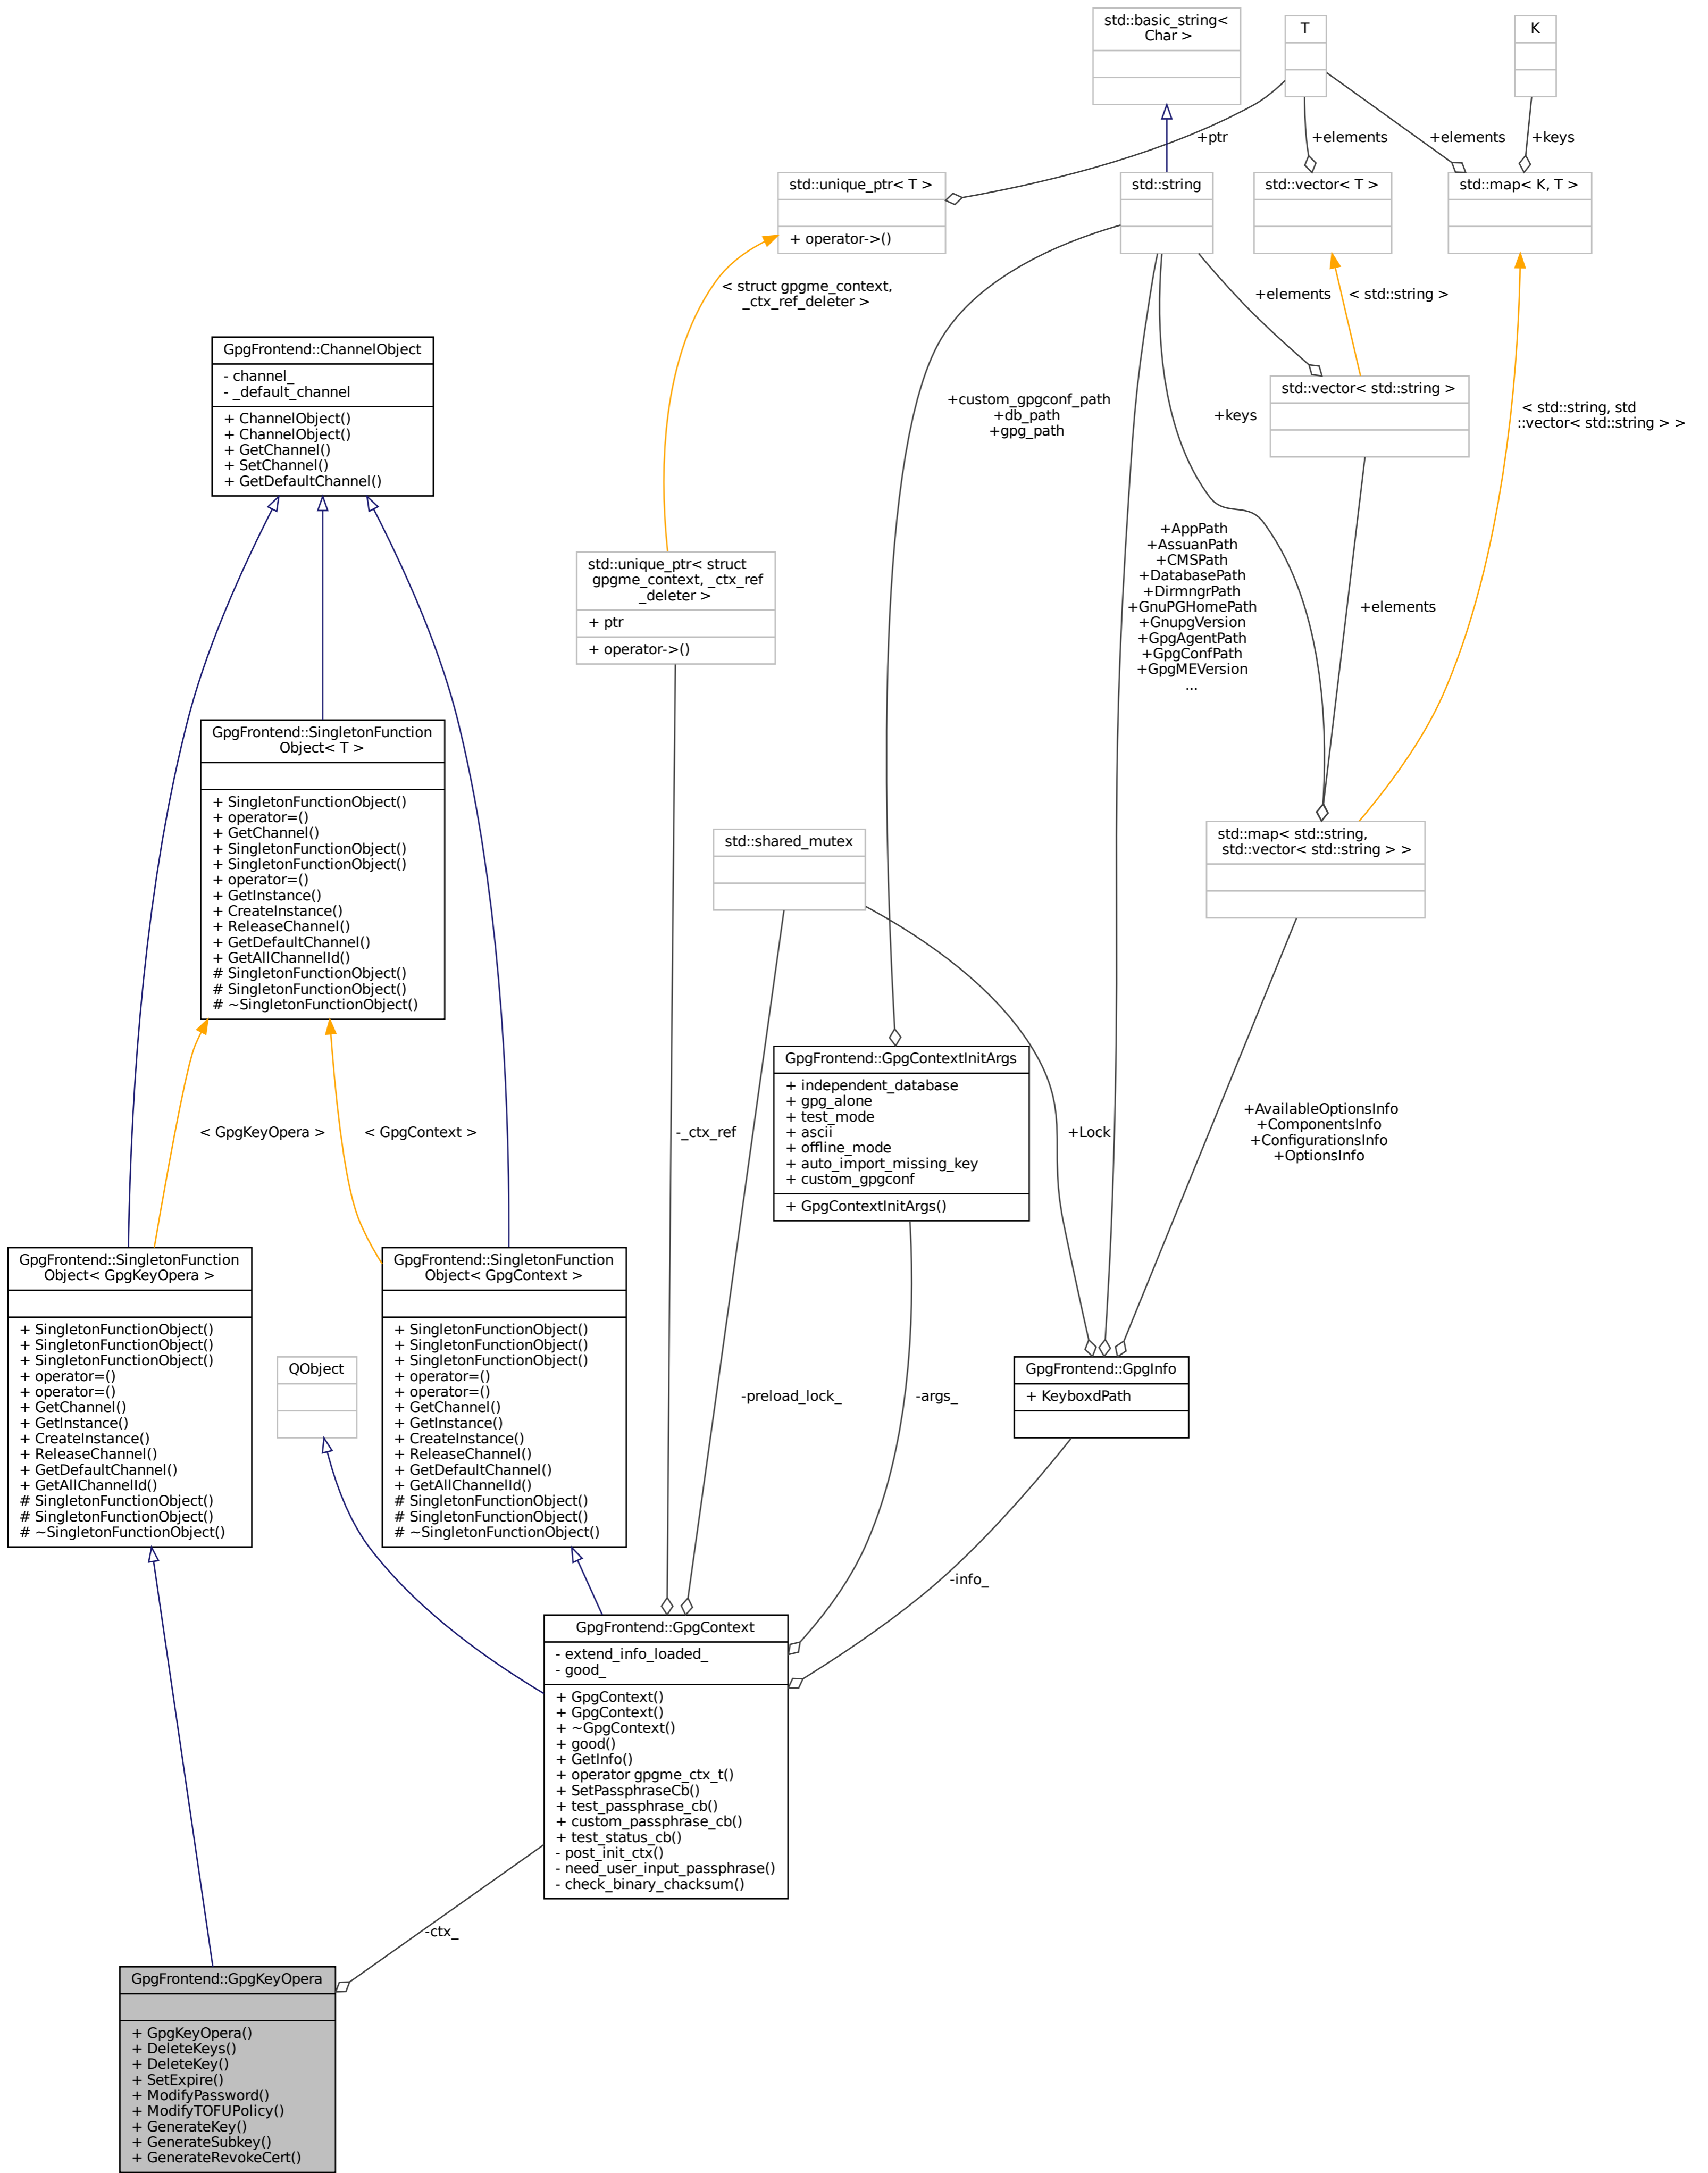 std::basic_string<
Char >
T
K
+ptr
+elements
+elements
+keys
std::unique_ptr< T >
+ operator->()
std::string
std::vector< T >
std::map< K, T >
< struct gpgme_context,
_ctx_ref_deleter >
+elements
< std::string >
GpgFrontend::ChannelObject
- channel_
- _default_channel
+ ChannelObject()
+ ChannelObject()
+ GetChannel()
+ SetChannel()
+ GetDefaultChannel()
+custom_gpgconf_path
+db_path
+gpg_path
+keys
std::vector< std::string >
< std::string, std
::vector< std::string > >
std::unique_ptr< struct
gpgme_context, _ctx_ref
_deleter >
+ ptr
+ operator->()
+AppPath
+AssuanPath
+CMSPath
+DatabasePath
+DirmngrPath
+GnuPGHomePath
+GnupgVersion
+GpgAgentPath
+GpgConfPath
+GpgMEVersion
...
+elements
GpgFrontend::SingletonFunction
Object< T >
+ SingletonFunctionObject()
+ operator=()
+ GetChannel()
+ SingletonFunctionObject()
+ SingletonFunctionObject()
+ operator=()
+ GetInstance()
+ CreateInstance()
+ ReleaseChannel()
+ GetDefaultChannel()
+ GetAllChannelId()
# SingletonFunctionObject()
# SingletonFunctionObject()
# ~SingletonFunctionObject()
std::shared_mutex
std::map< std::string,
std::vector< std::string > >
< GpgKeyOpera >
< GpgContext >
-_ctx_ref
GpgFrontend::GpgContextInitArgs
+ independent_database
+ gpg_alone
+ test_mode
+ ascii
+ offline_mode
+ auto_import_missing_key
+ custom_gpgconf
+ GpgContextInitArgs()
+Lock
+AvailableOptionsInfo
+ComponentsInfo
+ConfigurationsInfo
+OptionsInfo
GpgFrontend::SingletonFunction
Object< GpgKeyOpera >
+ SingletonFunctionObject()
+ SingletonFunctionObject()
+ SingletonFunctionObject()
+ operator=()
+ operator=()
+ GetChannel()
+ GetInstance()
+ CreateInstance()
+ ReleaseChannel()
+ GetDefaultChannel()
+ GetAllChannelId()
# SingletonFunctionObject()
# SingletonFunctionObject()
# ~SingletonFunctionObject()
QObject
GpgFrontend::SingletonFunction
Object< GpgContext >
+ SingletonFunctionObject()
+ SingletonFunctionObject()
+ SingletonFunctionObject()
+ operator=()
+ operator=()
+ GetChannel()
+ GetInstance()
+ CreateInstance()
+ ReleaseChannel()
+ GetDefaultChannel()
+ GetAllChannelId()
# SingletonFunctionObject()
# SingletonFunctionObject()
# ~SingletonFunctionObject()
-preload_lock_
-args_
GpgFrontend::GpgInfo
+ KeyboxdPath
-info_
GpgFrontend::GpgContext
- extend_info_loaded_
- good_
+ GpgContext()
+ GpgContext()
+ ~GpgContext()
+ good()
+ GetInfo()
+ operator gpgme_ctx_t()
+ SetPassphraseCb()
+ test_passphrase_cb()
+ custom_passphrase_cb()
+ test_status_cb()
- post_init_ctx()
- need_user_input_passphrase()
- check_binary_chacksum()
-ctx_
GpgFrontend::GpgKeyOpera
+ GpgKeyOpera()
+ DeleteKeys()
+ DeleteKey()
+ SetExpire()
+ ModifyPassword()
+ ModifyTOFUPolicy()
+ GenerateKey()
+ GenerateSubkey()
+ GenerateRevokeCert()